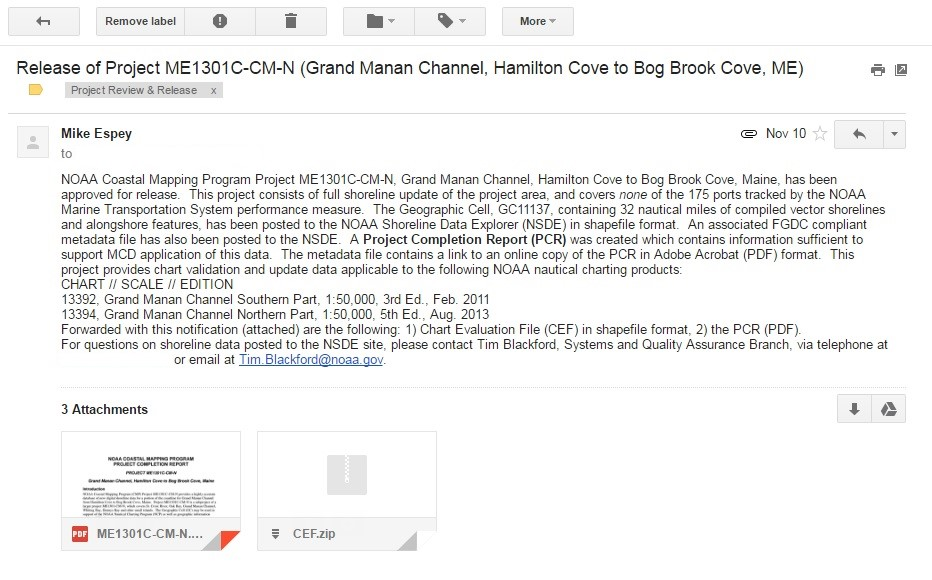 Remove label
More
Release of Project ME1301C-CM-N (Grand Manan Channel, Hamilton Cove to Bog Brook Cove, ME)
Project Review & Release x
Mike Espey
Nov 10
to
NOAA Coastal Mapping Program Project ME1301C-CM-N, Grand Manan Channel, Hamilton Cove to Bog Brook Cove, Maine, has been
approved for release. This project consists of full shoreline update of the project area, and covers none of the 175 ports tracked by the NOAA
Marine Transportation System performance measure. The Geographic Cell, GC11137, containing 32 nautical miles of compiled vector shorelines
and alongshore features, has been posted to the NOAA Shoreline Data Explorer (NSDE) in shapefile format. An associated FGDC compliant
metadata file has also been posted to the NSDE. A Project Completion Report (PCR) was created which contains information sufficient to
support MCD application of this data. The metadata file contains a link to an online copy of the PCR in Adobe Acrobat (PDF) format. This
project provides chart validation and update data applicable to the following NOAA nautical charting products:
CHART // SCALE // EDITION
13392, Grand Manan Channel Southern Part, 1:50,000, 3rd Ed., Feb. 2011
13394, Grand Manan Channel Northern Part, 1:50,000, 5th Ed., Aug. 2013
Forwarded with this notification (attached) are the following: 1) Chart Evaluation File (CEF) in shapefile format, 2) the PCR (PDF).
For questions on shoreline data posted to the NSDE site, please contact Tim Blackford, Systems and Quality Assurance Branch, via telephone at
or email at Tim.Blackford@noaa.gov.
3 Attachments
NOAA COASTAL MAPPING PROGRAM
PROJECT COMPLETION REPORT
PROJECT ME1301C-CM-N
Grand Manan Channel, Hamilton Cove to Bog Brook Cove, Maine
Introduction
PDF ME1301C-CM-N....
CEF.zip